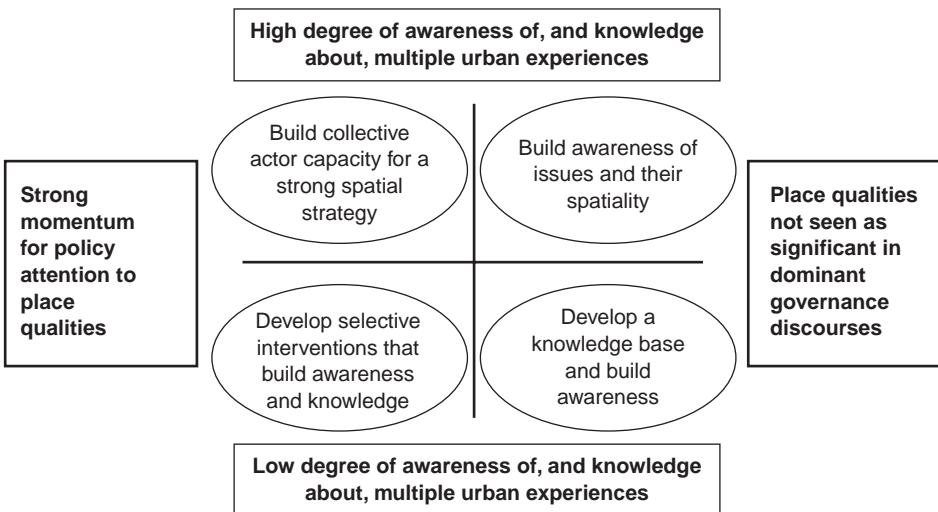 High degree of awareness of, and knowledge
about, multiple urban experiences
Build collective
actor capacity for a
strong spatial
strategy
Build awareness of
issues and their
spatiality
Strong
momentum
for policy
attention to
place
qualities
Place qualities
not seen as
significant in
dominant
governance
discourses
Develop selective
interventions that
build awareness
and knowledge
Develop a
knowledge base
and build
awareness
Low degree of awareness of, and knowledge
about, multiple urban experiences